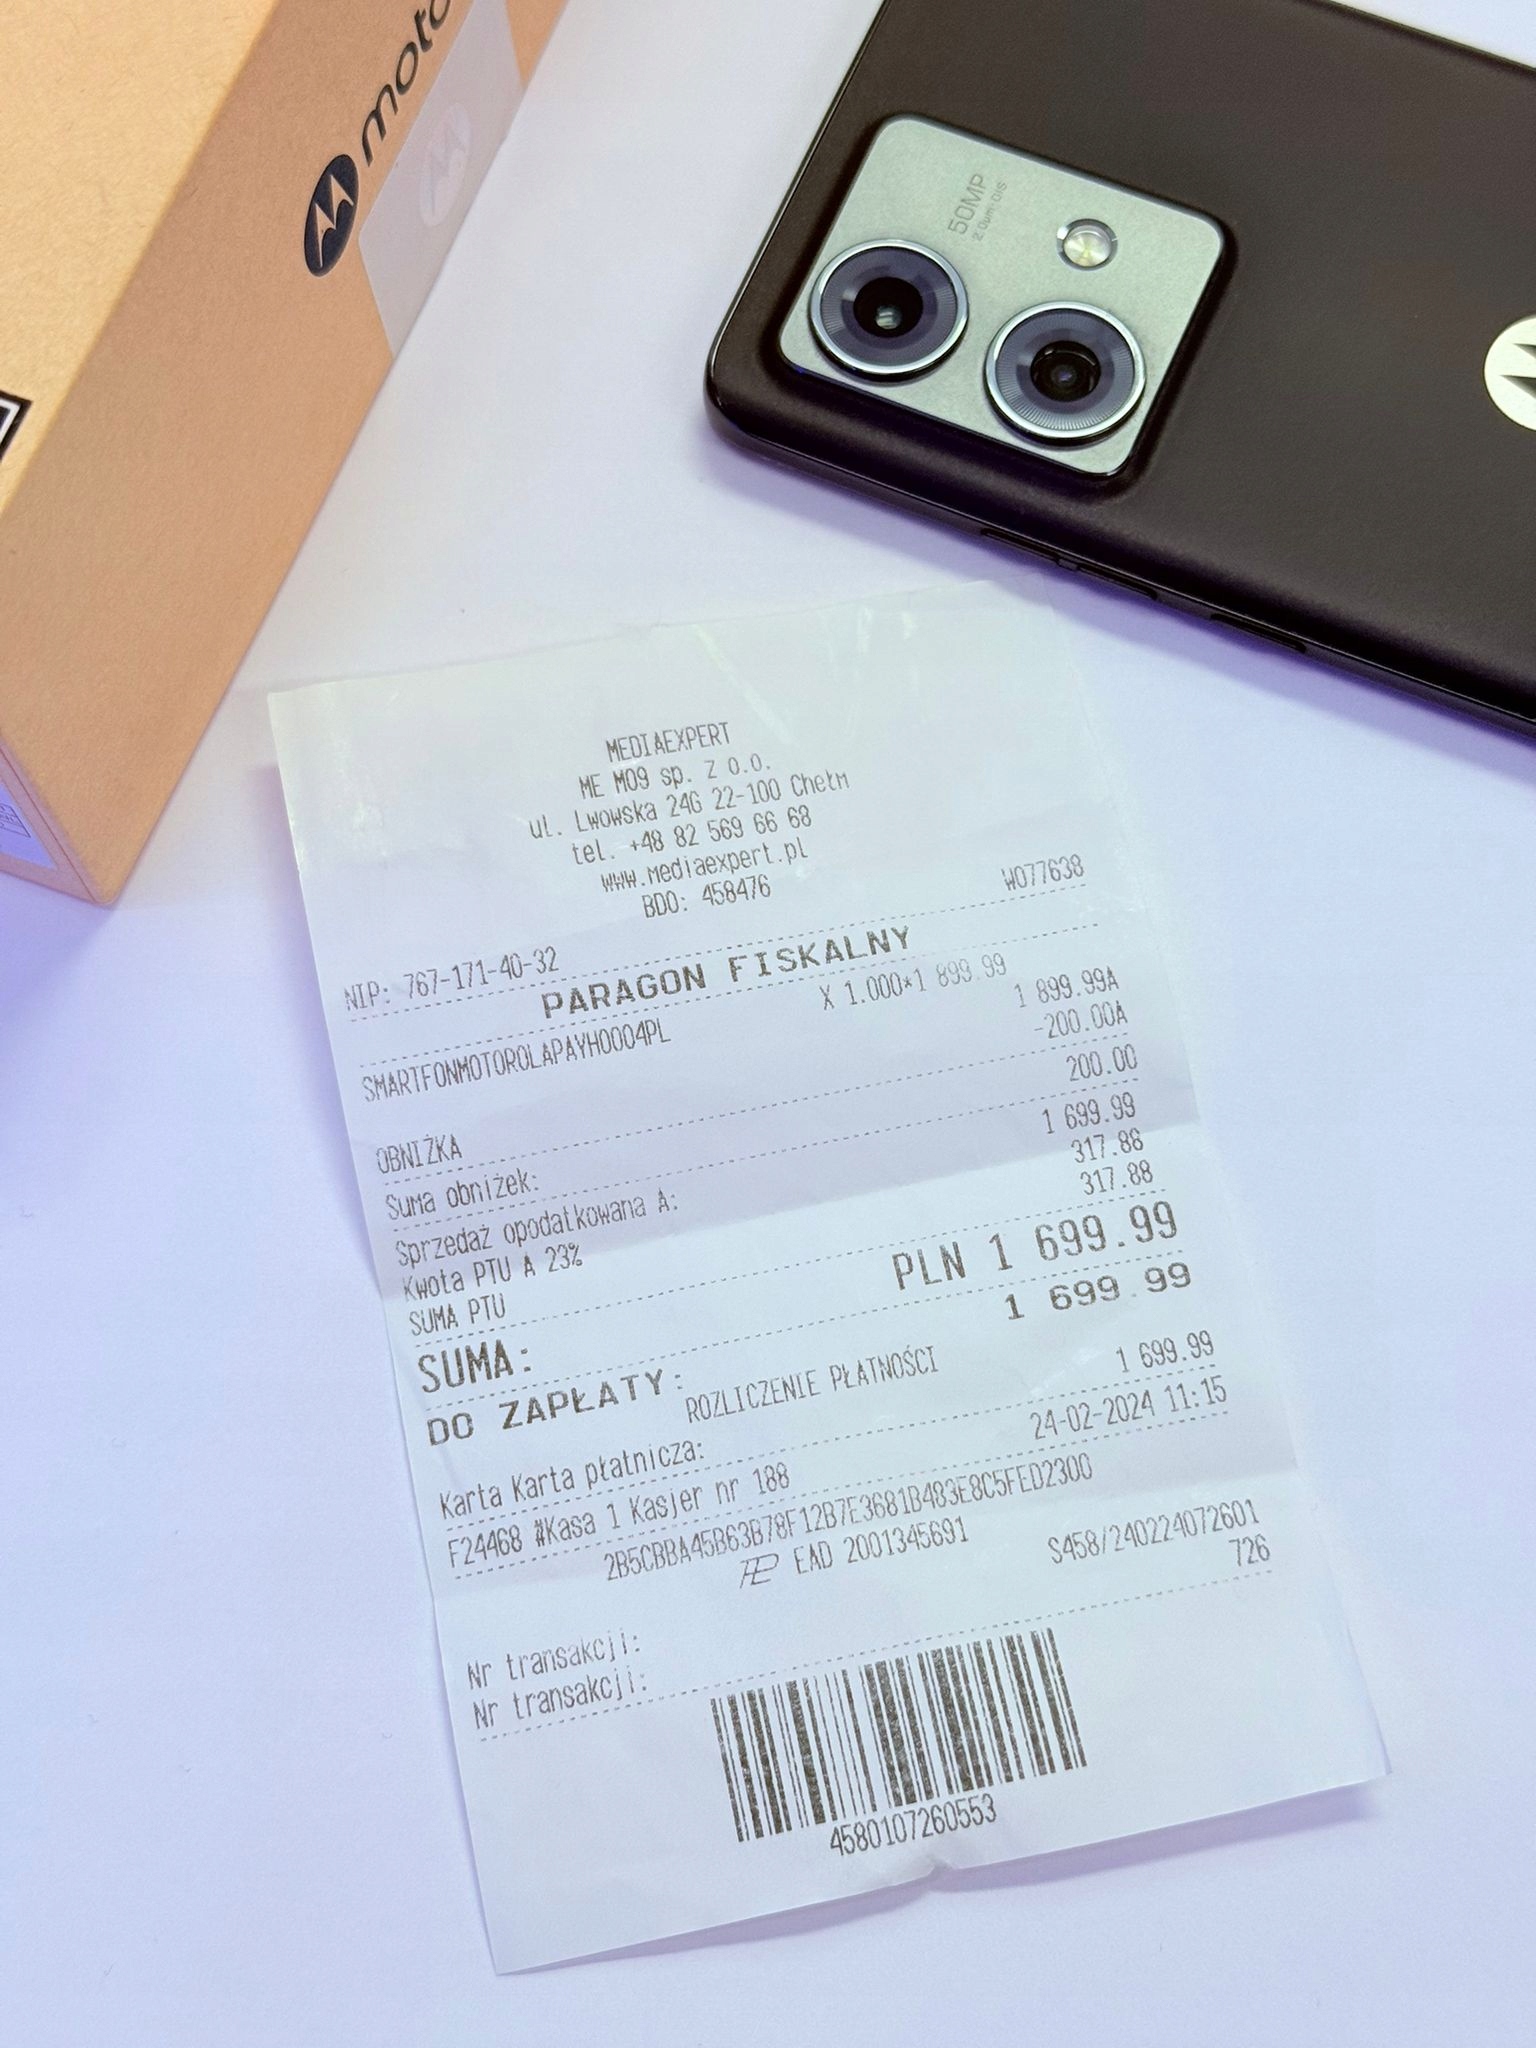 moto
50MP
2.0µm OIS
MEDIAEXPERT
ME M09 sp. Z o.o.
ul. Lwowska 24G 22-100 Chełm
tel. +48 82 569 66 68
www.mediaexpert.pl
BDO: 458476
NIP: 767-171-40-32 W077638
PARAGON FISKALNY
SMARTFONMOTOROLAPAYH0004PL X 1.000*1 899.99
1 899.99A
OBNIŻKA -200.00A
Suma obniżek: 200.00
Sprzedaż opodatkowana A: 1 699.99
Kwota PTU A 23% 317.88
SUMA PTU 317.88
SUMA: PLN 1 699.99
DO ZAPŁATY: 1 699.99
ROZLICZENIE PŁATNOŚCI
Karta Karta płatnicza: 1 699.99
F24468 #Kasa 1 Kasjer nr 188 24-02-2024 11:15
2B5CBBA45B63B78F12B7E3681B483E8C5FED2300
EAD 2001345691
Nr transakcji: S458/240224072601
Nr transakcji: 726
4580107260553